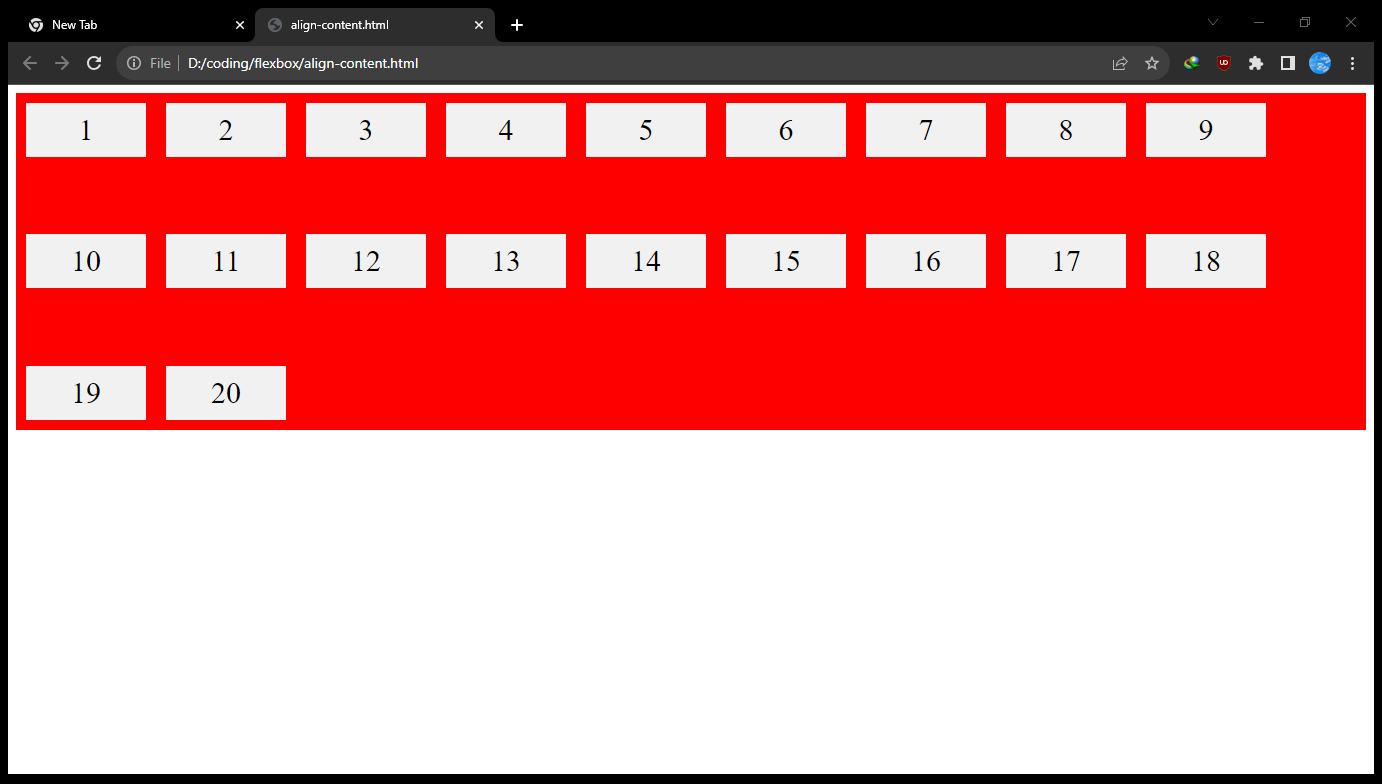 New Tab
align-content.html
File D:/coding/flexbox/align-content.html
UD
1 2 3 4 5 6 7 8 9
10 11 12 13 14 15 16 17 18
19 20